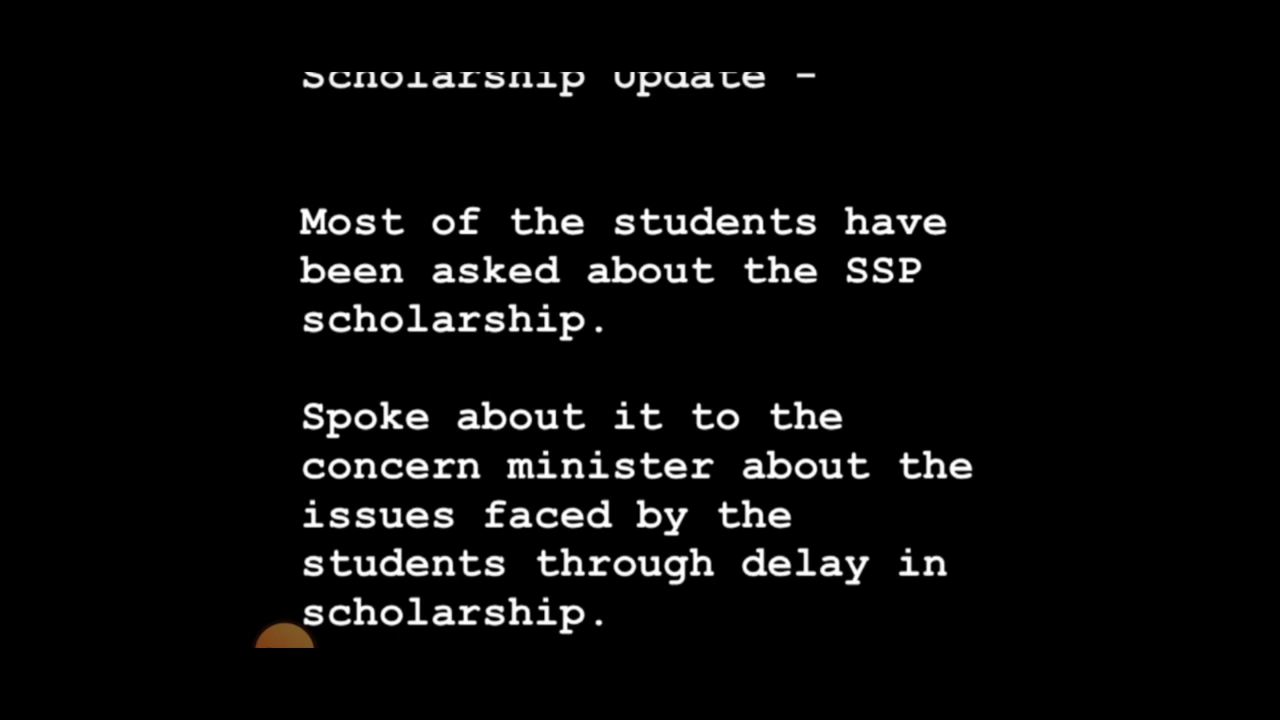 Scholarship Update -
Most of the students have
been asked about the SSP
scholarship.
Spoke about it to the
concern minister about the
issues faced by the
students through delay in
scholarship.